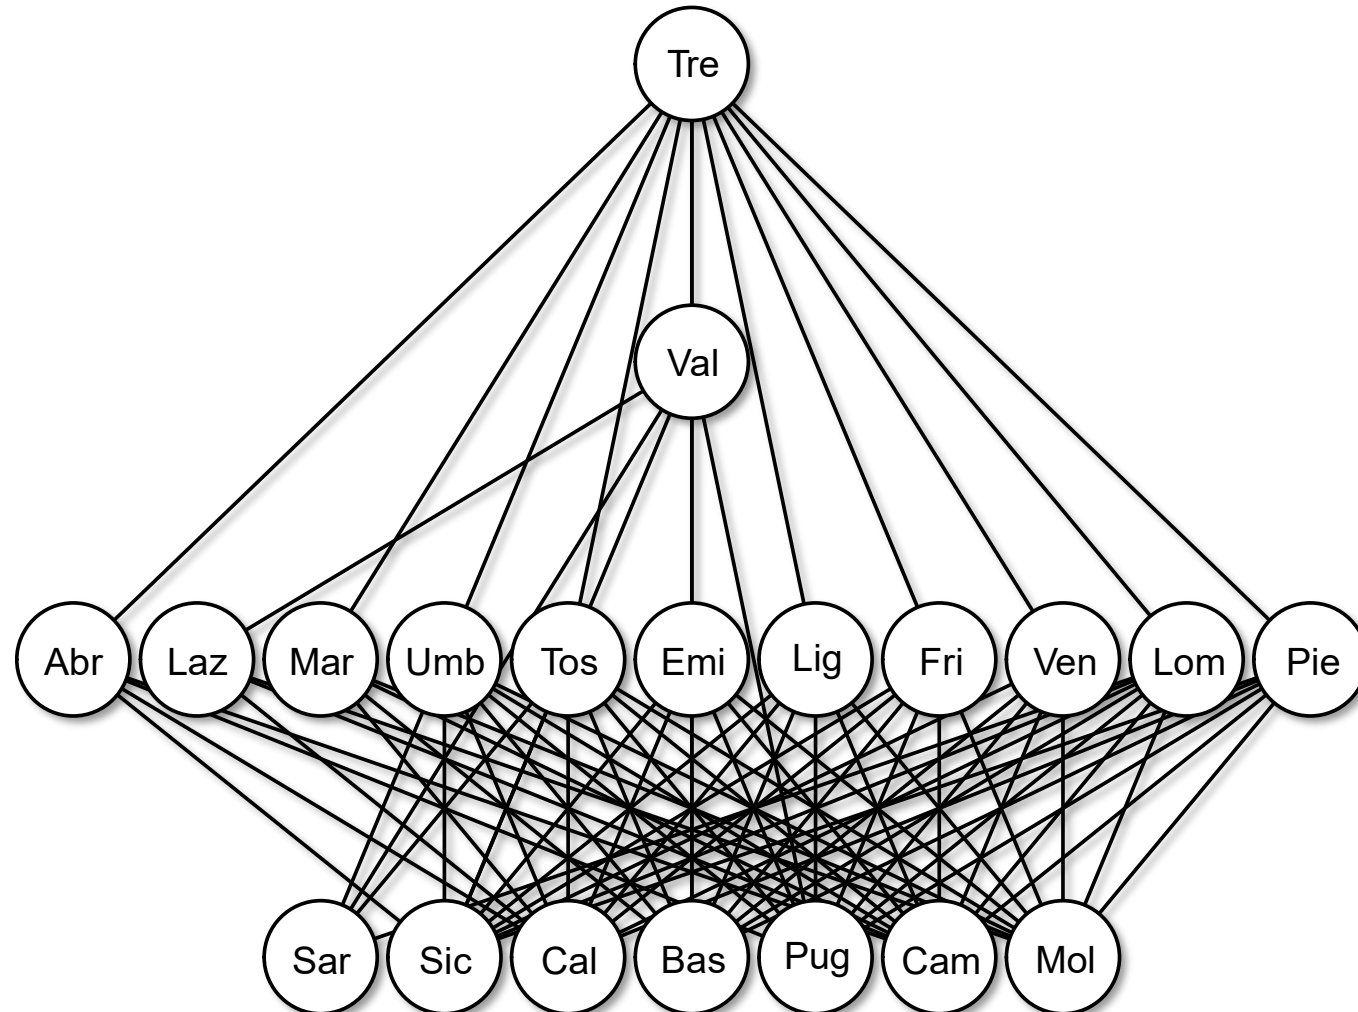 Tre
Val
Abr Laz Mar Umb Tos Emi Lig Fri Ven Lom Pie
Sar Sic Cal Bas Pug Cam Mol